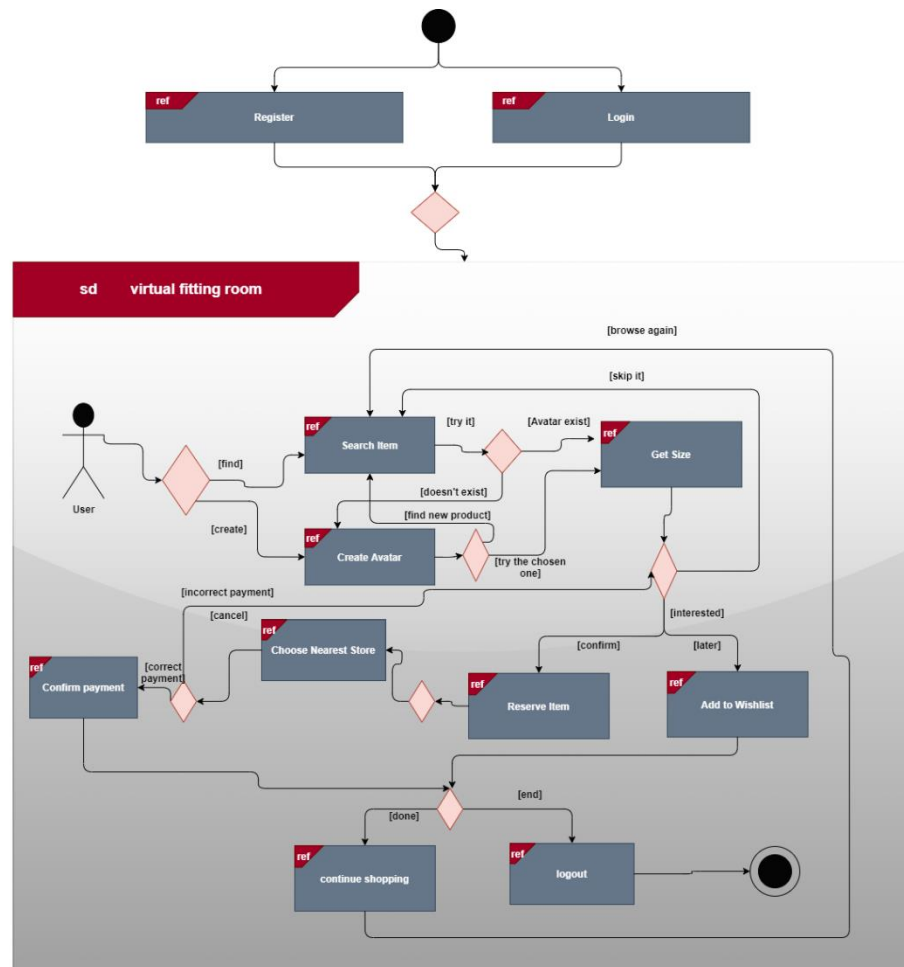 ref
Register
ref
Login
sd virtual fitting room
[browse again]
[skip it]
ref
Search Item
[try it]
[Avatar exist]
ref
Get Size
[find]
[doesn't exist]
User
[find new product]
[create]
ref
Create Avatar
[try the chosen
one]
[incorrect payment]
[interested]
[cancel]
ref
Choose Nearest Store
[confirm]
[later]
ref
Confirm payment
[correct
payment]
ref
Reserve Item
ref
Add to Wishlist
[done]
[end]
ref
continue shopping
ref
logout